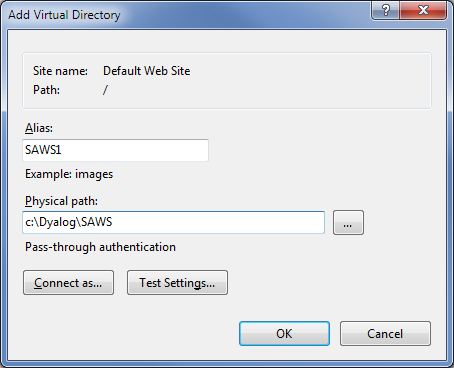 Add Virtual Directory
?
Site name: Default Web Site
Path: /
Alias:
SAWS1
Example: images
Physical path:
c:\Dyalog\SAWS
...
Pass-through authentication
Connect as... Test Settings...
OK Cancel